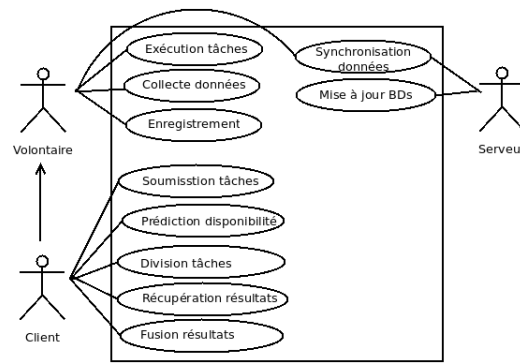 Exécution tâches
Synchronisation
données
Collecte données
Mise à jour BDs
Enregistrement
Volontaire
Serveur
Soumisstion tâches
Prédiction disponibilité
Division tâches
Récupération résultats
Client
Fusion résultats